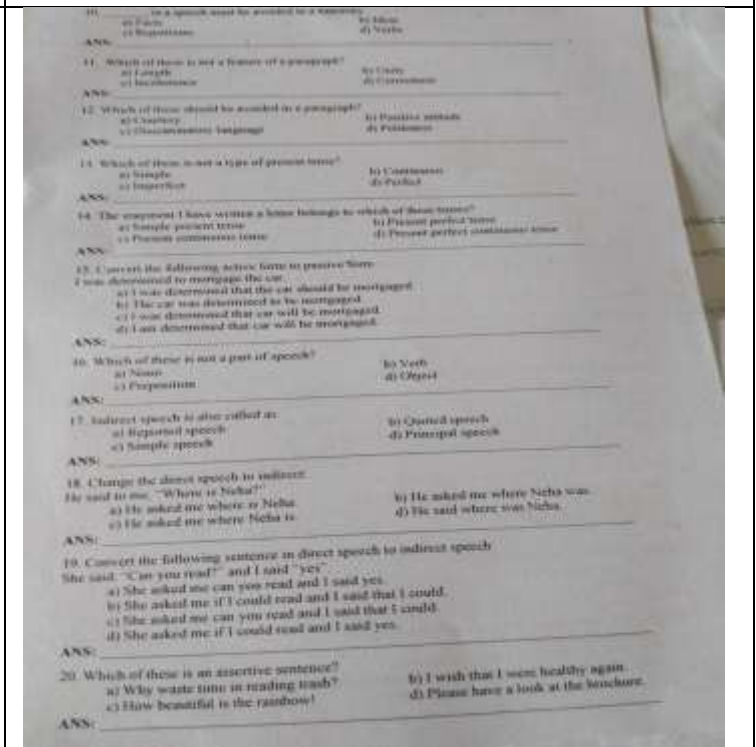 10. in a speech must be avoided in a
a) Facts b) Ideas
c) Repetitions d) Verbs
ANS:
11. Which of these is not a feature of a paragraph?
a) Length b) Unity
c) Incoherence d)
ANS:
12. Which of these should be avoided in a paragraph?
a) Courtesy b) Positive attitude
c) Discriminatory language d) Politeness
ANS:
13. Which of these is not a type of present tense?
a) Simple b) Continuous
c) Imperfect d) Perfect
ANS:
14. The statement I have written a letter belongs to which of these tenses?
a) Simple present tense b) Present perfect tense
c) Present continuous tense d) Present perfect continuous tense
ANS:
15. Convert the following active form to passive form.
I was determined to mortgage the car.
a) I was determined that the car should be mortgaged.
b) The car was determined to be mortgaged.
c) I was determined that car will be mortgaged.
d) I am determined that car will be mortgaged.
ANS:
16. Which of these is not a part of speech?
a) Noun b) Verb
c) Preposition d) Object
ANS:
17. Indirect speech is also called as
a) Reported speech b) Quoted speech
c) Simple speech d) Principal speech
ANS:
18. Change the direct speech to indirect.
He said to me, "Where is Neha?"
a) He asked me where is Neha. b) He asked me where Neha was.
c) He asked me where Neha is. d) He said where was Neha.
ANS:
19. Convert the following sentence in direct speech to indirect speech
She said, "Can you read?" and I said "yes".
a) She asked me can you read and I said yes.
b) She asked me if I could read and I said that I could.
c) She asked me can you read and I said that I could.
d) She asked me if I could read and I said yes.
ANS:
20. Which of these is an assertive sentence?
a) Why waste time in reading trash? b) I wish that I were healthy again.
c) How beautiful is the rainbow! d) Please have a look at the brochure.
ANS: